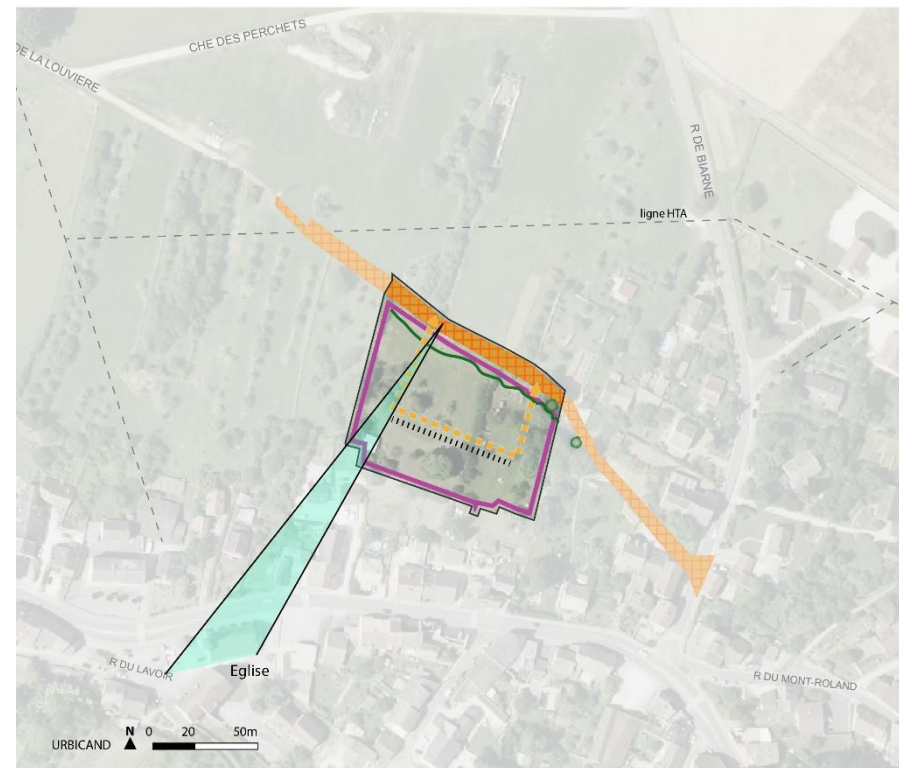 CHE DES PERCHETS
DE LA LOUVIERE
R DE BIARNE
ligne HTA
R DU LAVOIR
Eglise
R DU MONT-ROLAND
URBICAND
N
0 20 50m